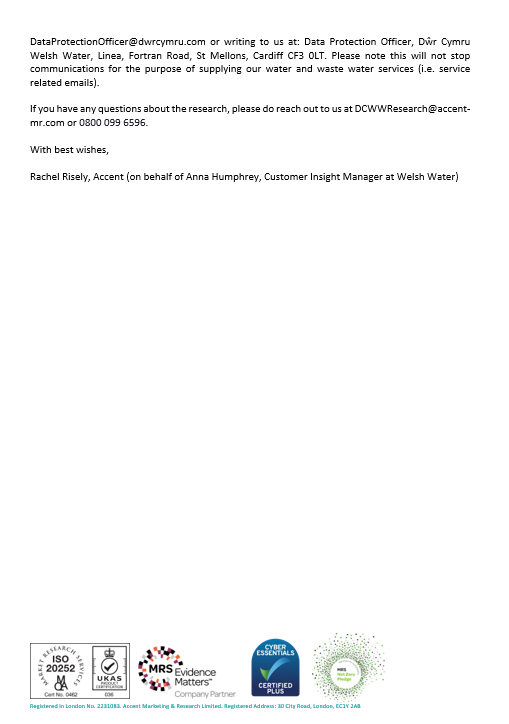 DataProtectionOfficer@dwrcymru.com or writing to us at: Data Protection Officer, Dŵr Cymru
Welsh Water, Linea, Fortran Road, St Mellons, Cardiff CF3 0LT. Please note this will not stop
communications for the purpose of supplying our water and waste water services (i.e. service
related emails).
If you have any questions about the research, please do reach out to us at DCWWResearch@accent-
mr.com or 0800 099 6596.
With best wishes,
Rachel Risely, Accent (on behalf of Anna Humphrey, Customer Insight Manager at Welsh Water)
MARKET RESEARCH SERVICES
ISO
20252
Cert No. 0462
UKAS
PRODUCT
CERTIFICATION
MRS Evidence
Matters™
Company Partner
CYBER
ESSENTIALS
CERTIFIED
PLUS
MRS
Net Zero
Pledge
Registered in London No. 2231083. Accent Marketing & Research Limited. Registered Address: 30 City Road, London, EC1Y 2AB